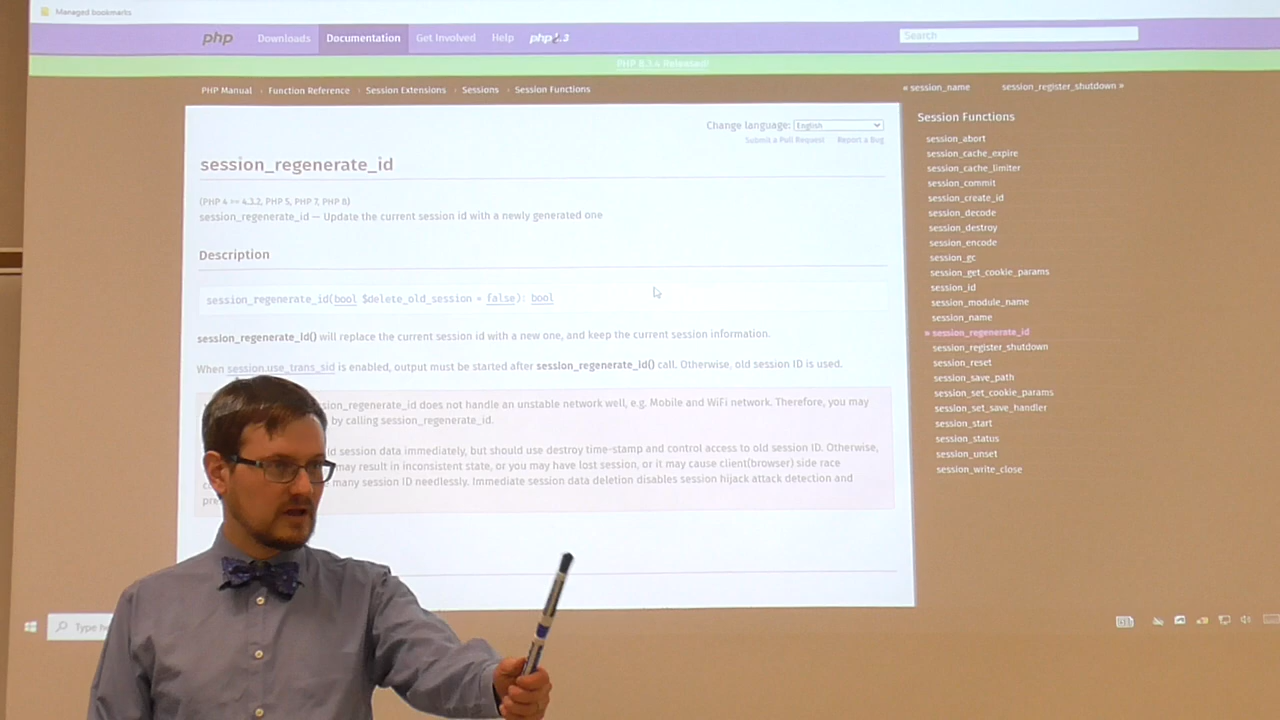 Managed bookmarks
php Downloads Documentation Get Involved Help
Search
PHP 8.3.4 Released!
PHP Manual › Function Reference › Session Extensions › Sessions › Session Functions
« session_name session_register_shutdown »
Change language: English
Submit a Pull Request Report a Bug
session_regenerate_id
(PHP 4 >= 4.3.2, PHP 5, PHP 7, PHP 8)
session_regenerate_id — Update the current session id with a newly generated one
Description
session_regenerate_id(bool $delete_old_session = false): bool
session_regenerate_id() will replace the current session id with a new one, and keep the current session information.
When session.use_trans_sid is enabled, output must be started after session_regenerate_id() call. Otherwise, old session ID is used.
ssion_regenerate_id does not handle an unstable network well, e.g. Mobile and WiFi network. Therefore, you may
by calling session_regenerate_id.
ld session data immediately, but should use destroy time-stamp and control access to old session ID. Otherwise,
may result in inconsistent state, or you may have lost session, or it may cause client(browser) side race
many session ID needlessly. Immediate session data deletion disables session hijack attack detection and
pre
Session Functions
session_abort
session_cache_expire
session_cache_limiter
session_commit
session_create_id
session_decode
session_destroy
session_encode
session_gc
session_get_cookie_params
session_id
session_module_name
session_name
» session_regenerate_id
session_register_shutdown
session_reset
session_save_path
session_set_cookie_params
session_set_save_handler
session_start
session_status
session_unset
session_write_close
Type he